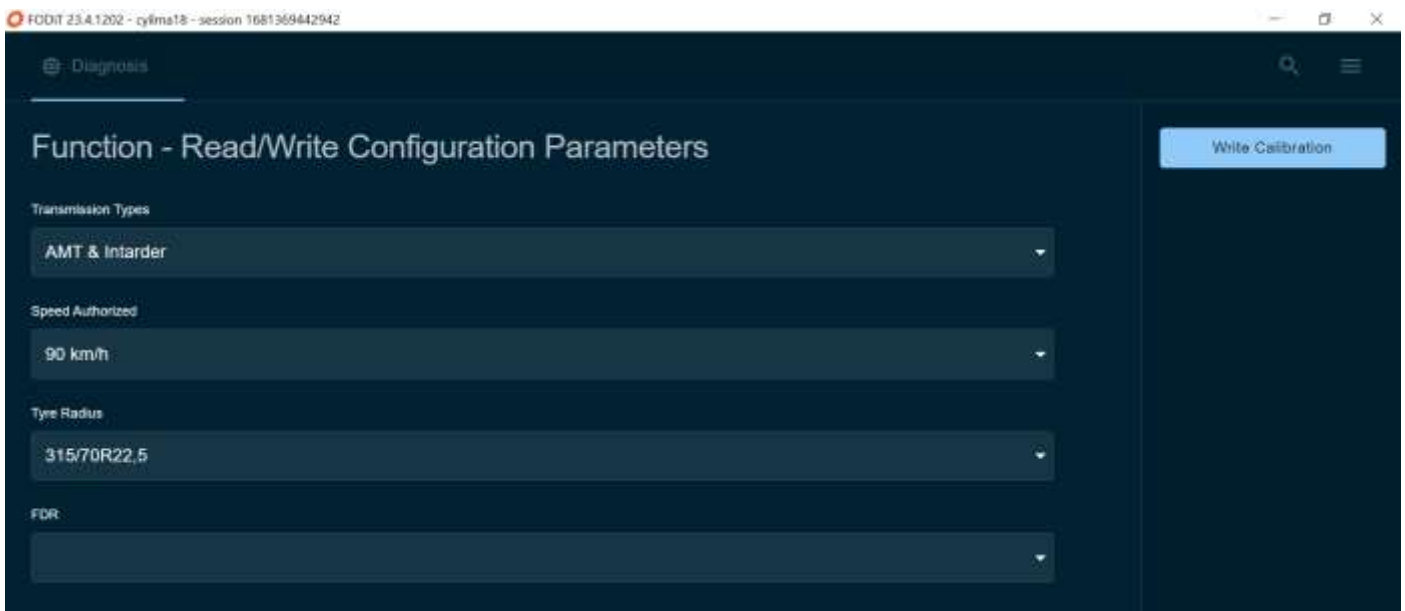 FODiT 23.4.1202 - cylima18 - session 1681369442942
Diagnosis
Function - Read/Write Configuration Parameters
Write Calibration
Transmission Types
AMT & Intarder
Speed Authorized
90 km/h
Tyre Radius
315/70R22,5
FDR